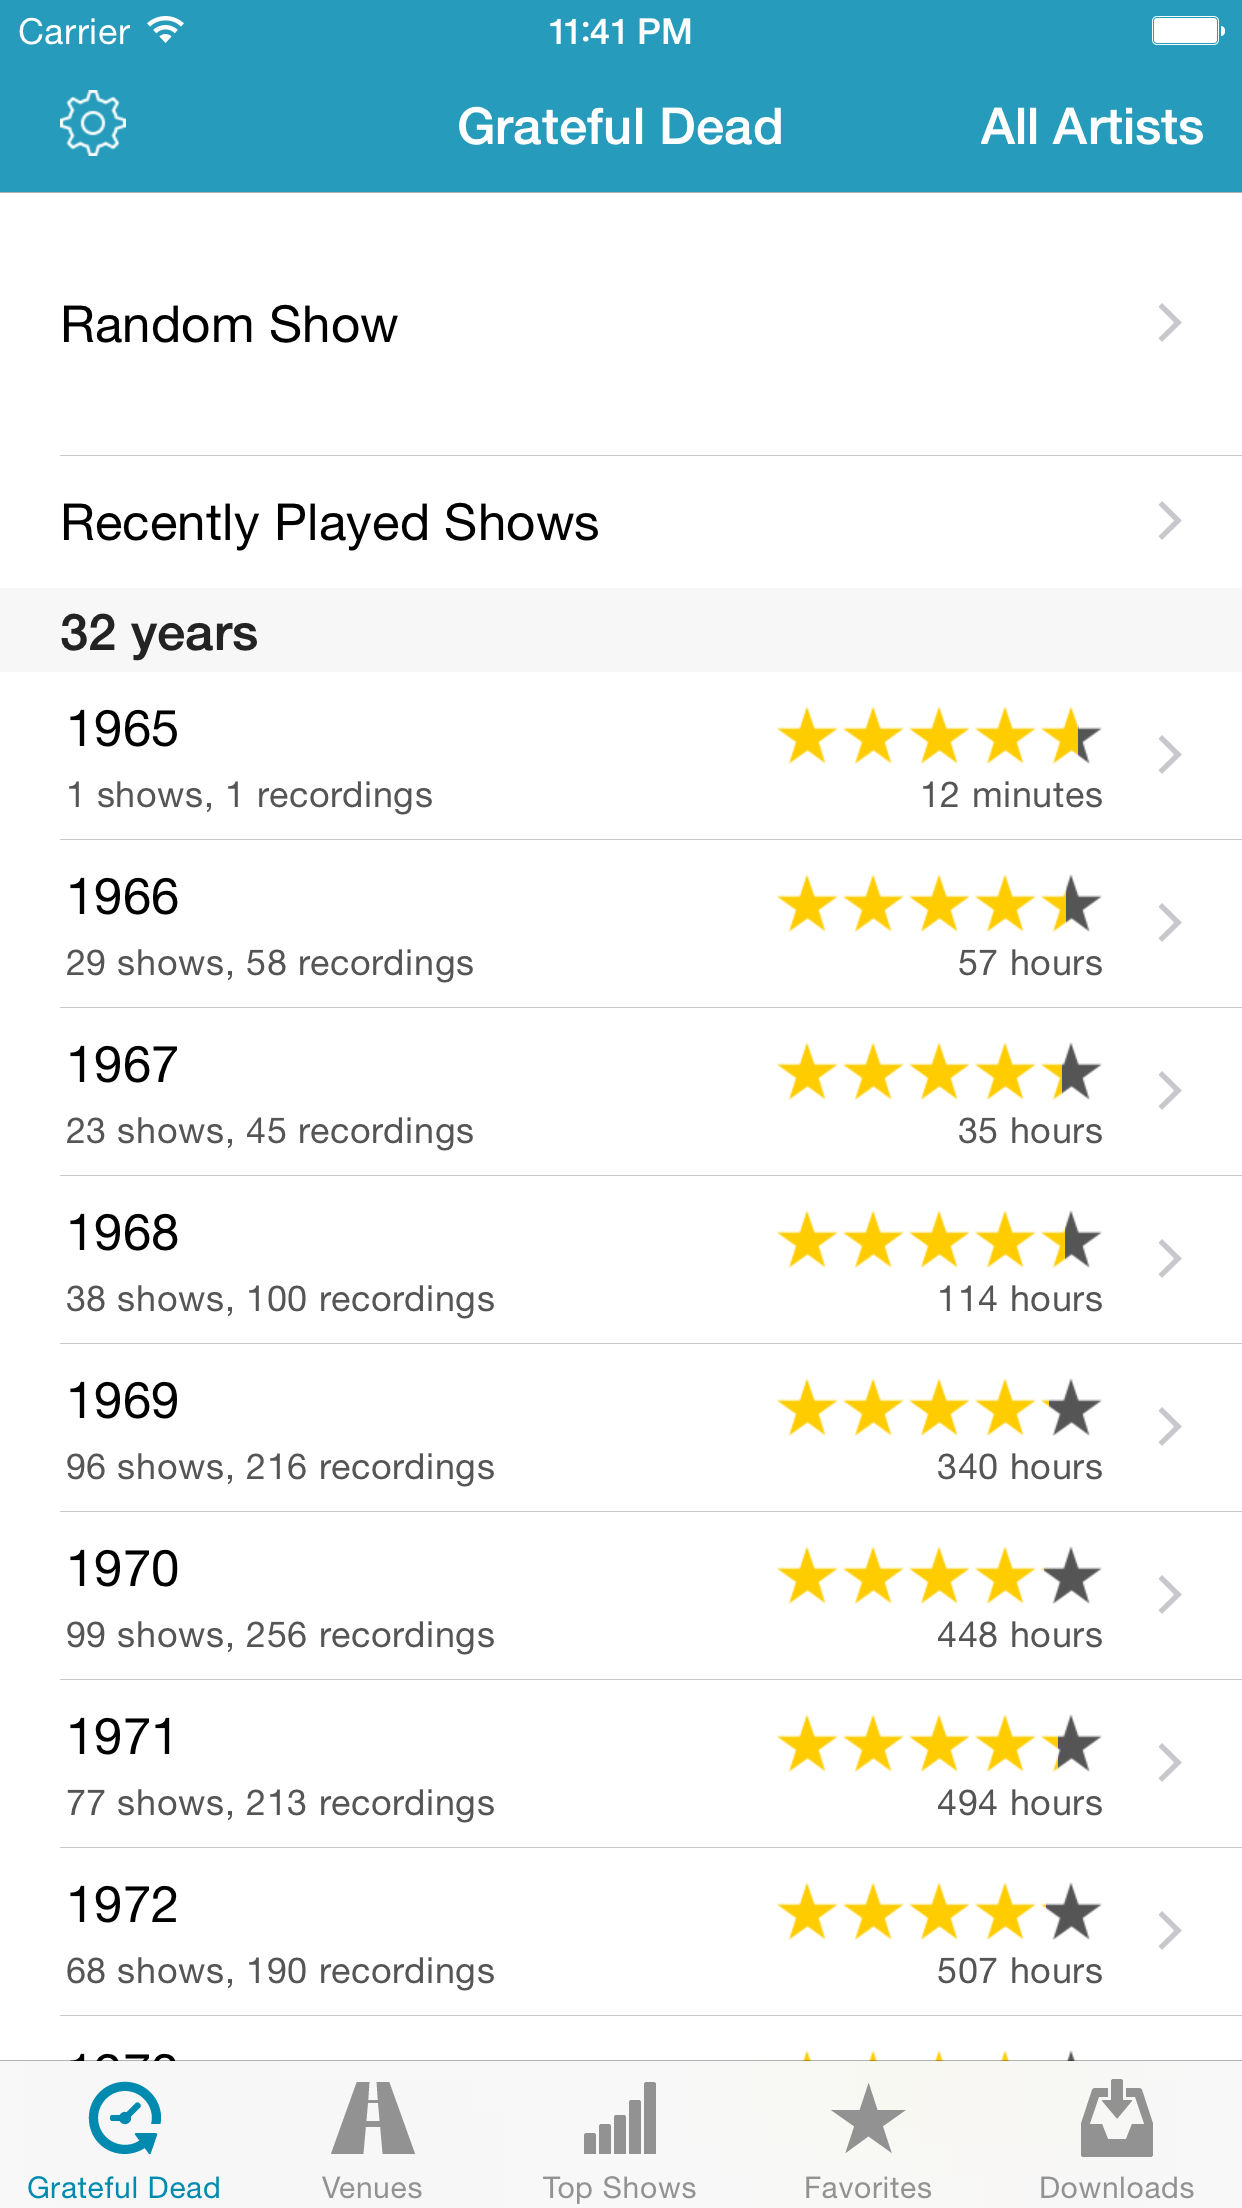 Carrier 11:41 PM
Grateful Dead All Artists
Random Show
Recently Played Shows
32 years
1965
1 shows, 1 recordings 12 minutes
1966
29 shows, 58 recordings 57 hours
1967
23 shows, 45 recordings 35 hours
1968
38 shows, 100 recordings 114 hours
1969
96 shows, 216 recordings 340 hours
1970
99 shows, 256 recordings 448 hours
1971
77 shows, 213 recordings 494 hours
1972
68 shows, 190 recordings 507 hours
Grateful Dead Venues Top Shows Favorites Downloads